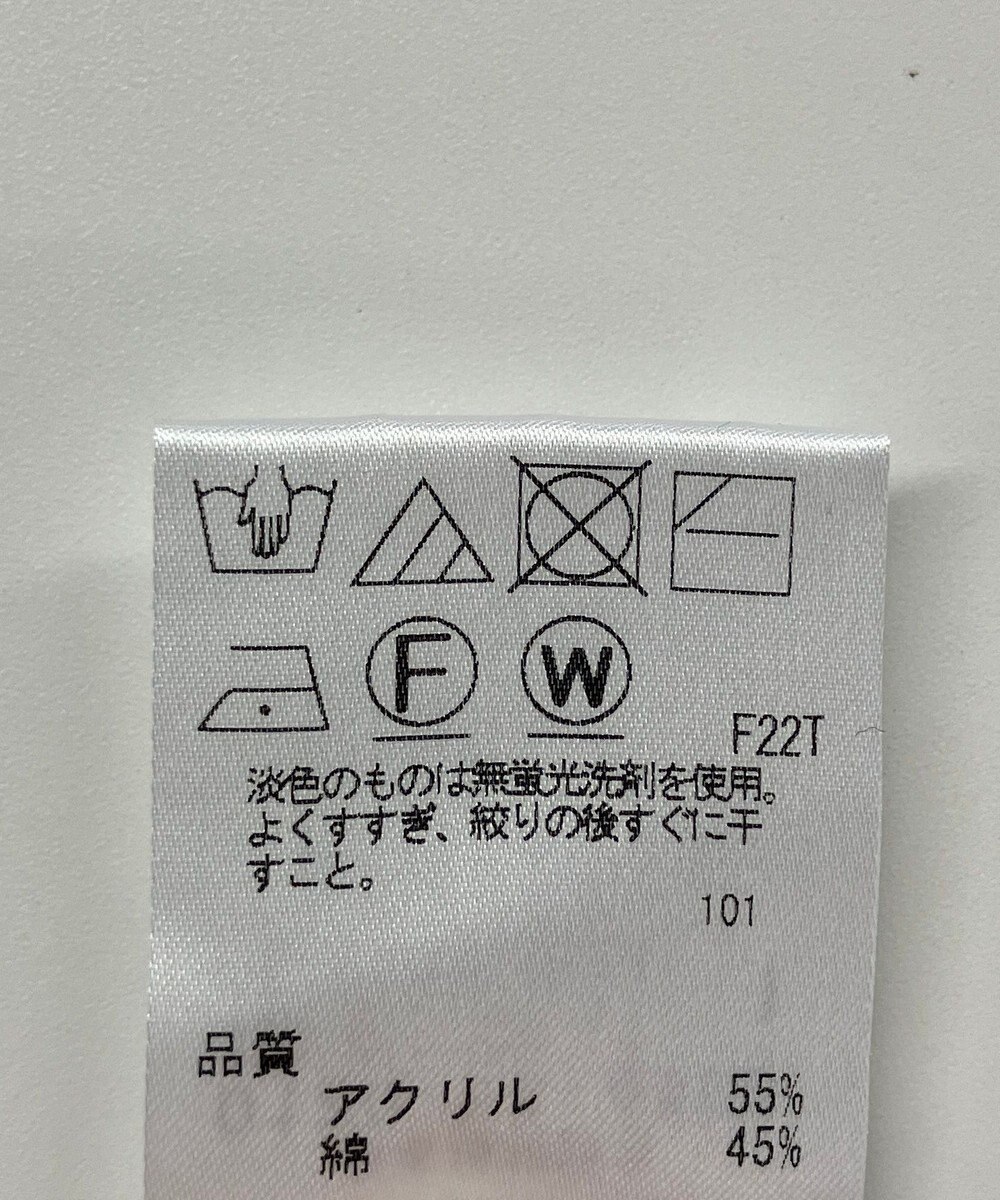 F
W
F22T
淡色のものは無蛍光洗剤を使用。
よくすすぎ、絞りの後すぐに干
すこと。
101
品質
アクリル 55%
綿 45%